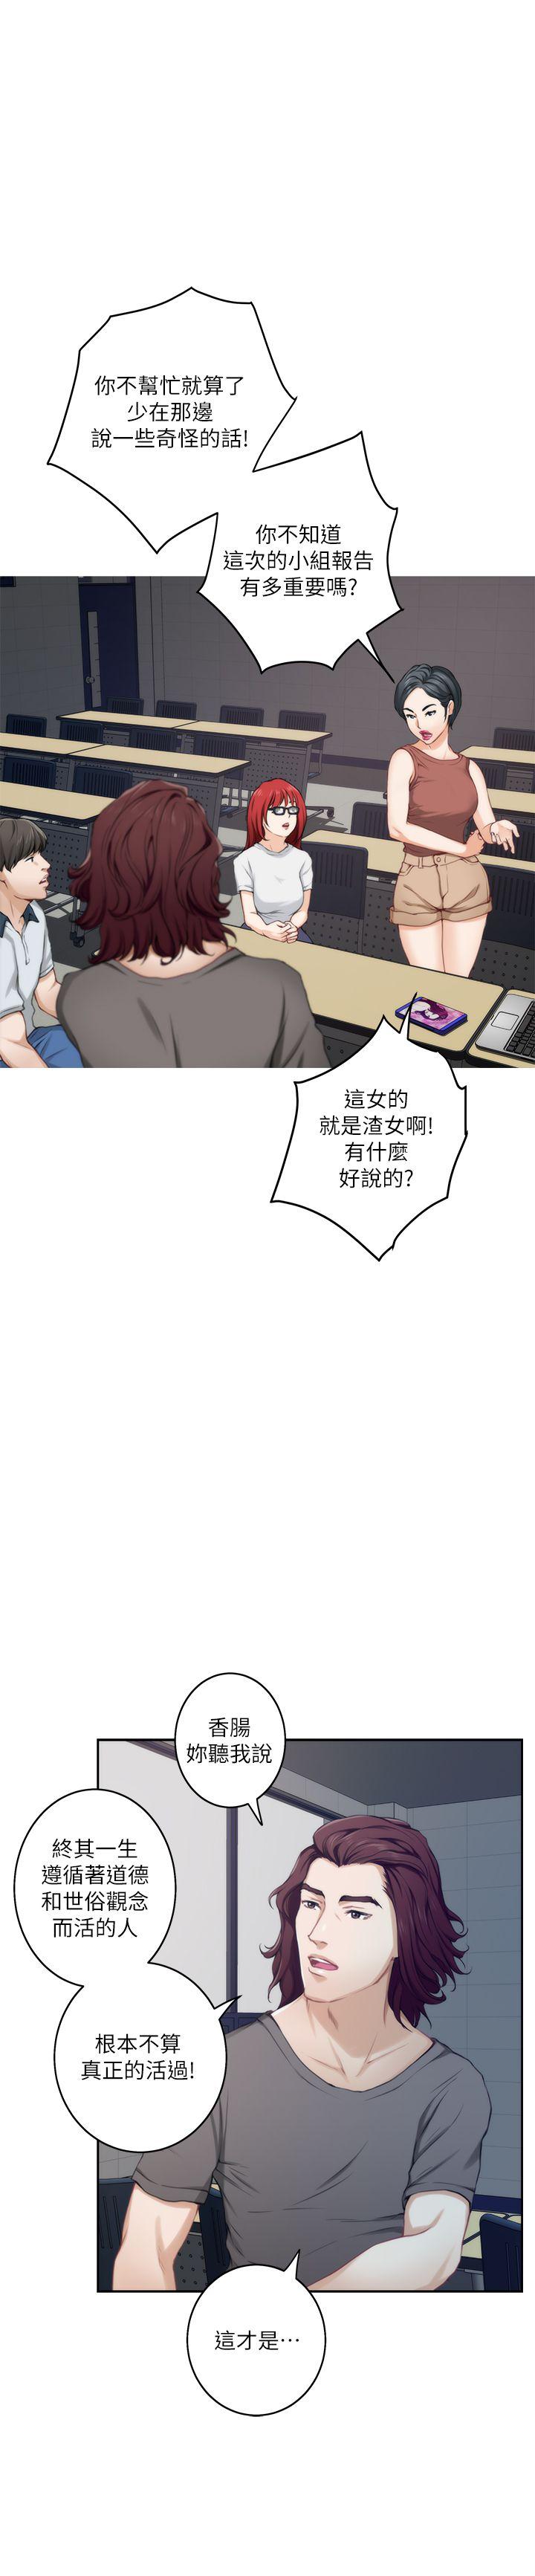 你不幫忙就算了
少在那邊
說一些奇怪的話!
你不知道
這次的小組報告
有多重要嗎?
這女的
就是渣女啊!
有什麼
好說的?
香腸
妳聽我說
終其一生
遵循著道德
和世俗觀念
而活的人
根本不算
真正的活過!
這才是…